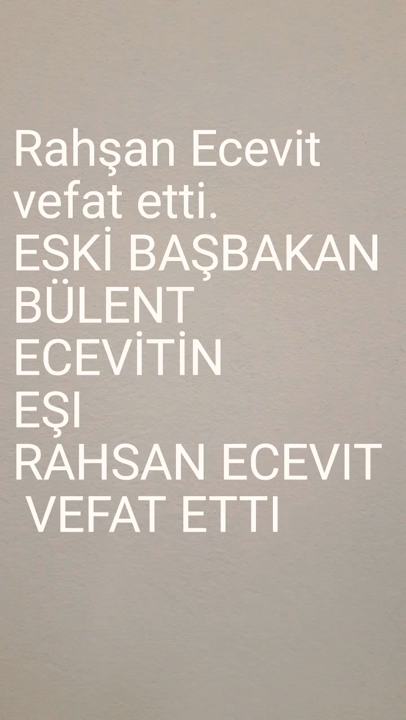 Rahşan Ecevit
vefat etti.
ESKİ BAŞBAKAN
BÜLENT
ECEVİTİN
EŞI
RAHSAN ECEVIT
VEFAT ETTI